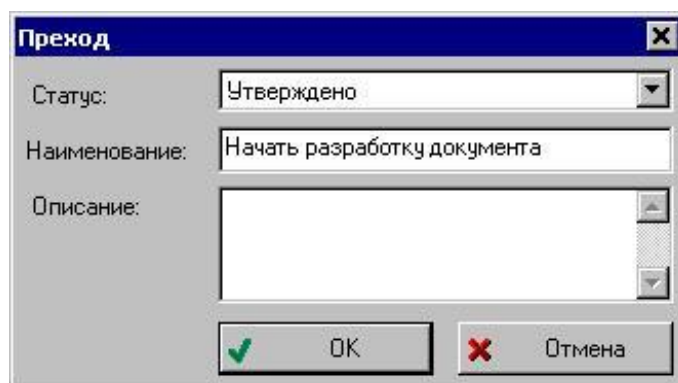 Преход
Статус: Утверждено
Наименование: Начать разработку документа
Описание:
OK Отмена